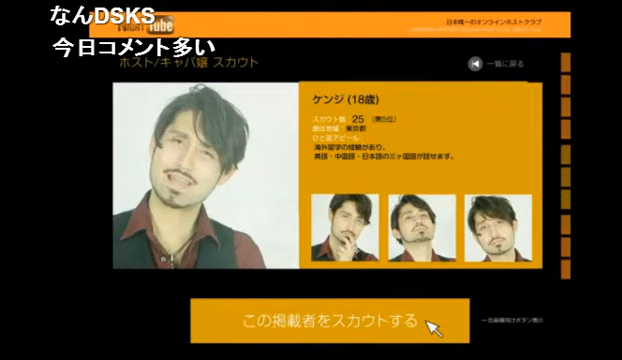 なんDSKS
今日コメント多い
Tube
日本唯一のオンラインホストクラブ
ホスト/キャバ嬢 スカウト
一覧に戻る
ケンジ (18歳)
スカウト数 25 (第5位)
居住地域 東京都
ひと言アピール
海外留学の経験があり、
英語・中国語・日本語の三ヶ国語が話せます。
この掲載者をスカウトする